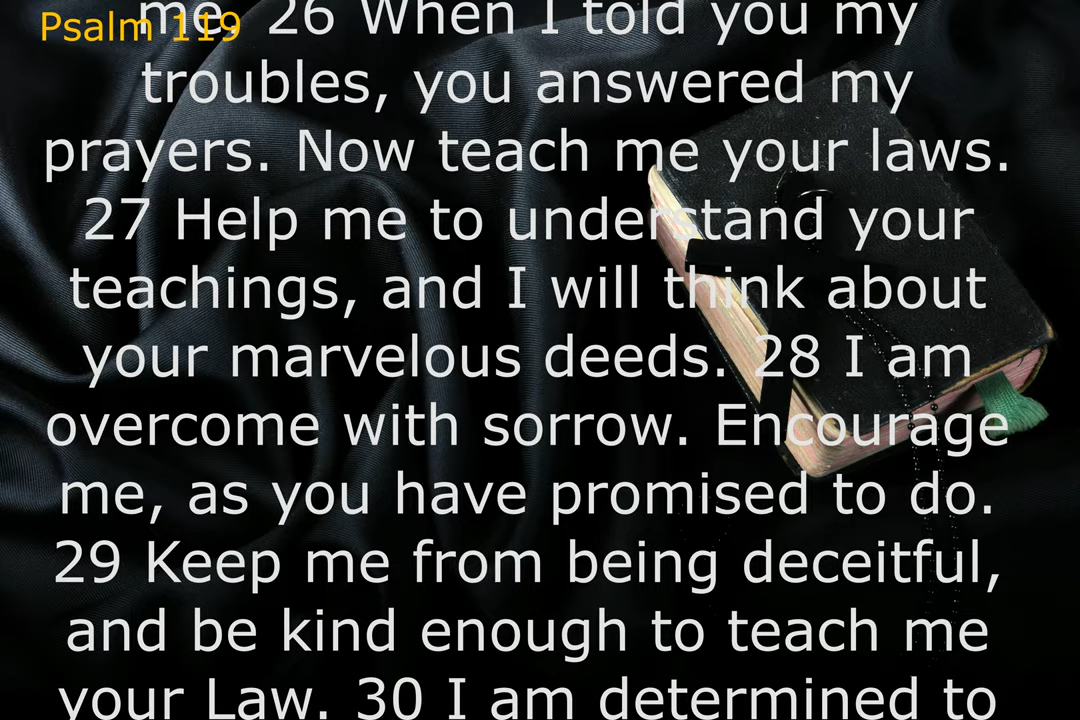 Psalm 119
me. 26 When I told you my
troubles, you answered my
prayers. Now teach me your laws.
27 Help me to understand your
teachings, and I will think about
your marvelous deeds. 28 I am
overcome with sorrow. Encourage
me, as you have promised to do.
29 Keep me from being deceitful,
and be kind enough to teach me
your Law. 30 I am determined to